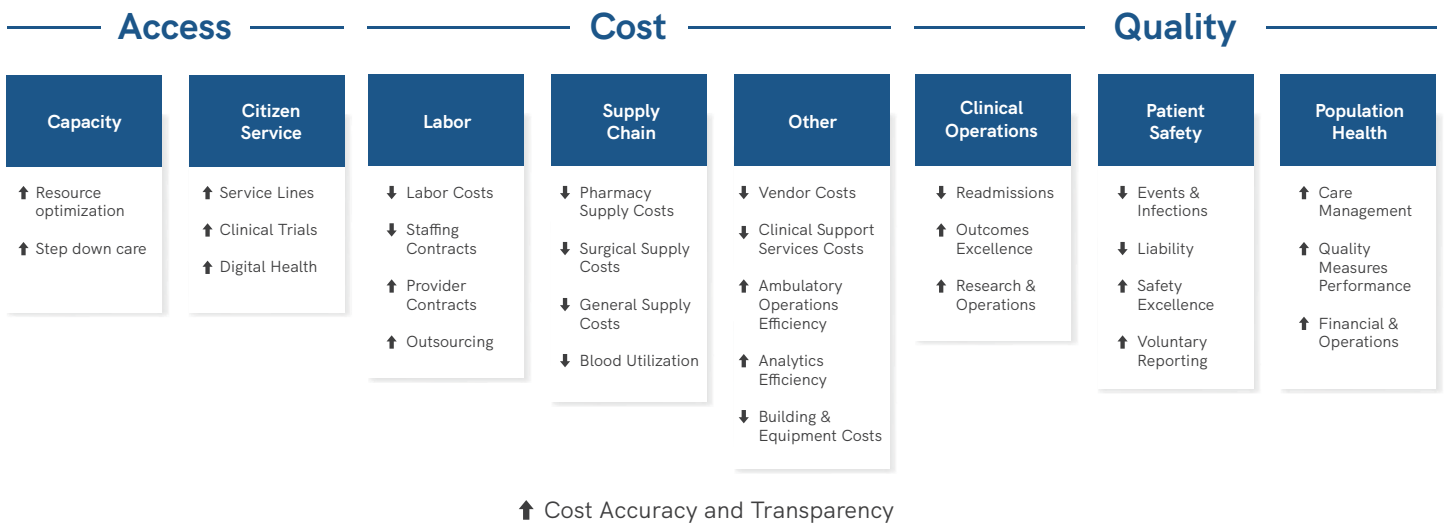 Access
Cost
Quality
Capacity
Resource
optimization
Step down care
Citizen
Service
Service Lines
Clinical Trials
Digital Health
Labor
Labor Costs
Staffing
Contracts
Provider
Contracts
Outsourcing
Supply
Chain
Pharmacy
Supply Costs
Surgical Supply
Costs
General Supply
Costs
Blood Utilization
Other
Vendor Costs
Clinical Support
Services Costs
Ambulatory
Operations
Efficiency
Analytics
Efficiency
Building &
Equipment Costs
Clinical
Operations
Readmissions
Outcomes
Excellence
Research &
Operations
Patient
Safety
Events &
Infections
Liability
Safety
Excellence
Voluntary
Reporting
Population
Health
Care
Management
Quality
Measures
Performance
Financial &
Operations
Cost Accuracy and Transparency